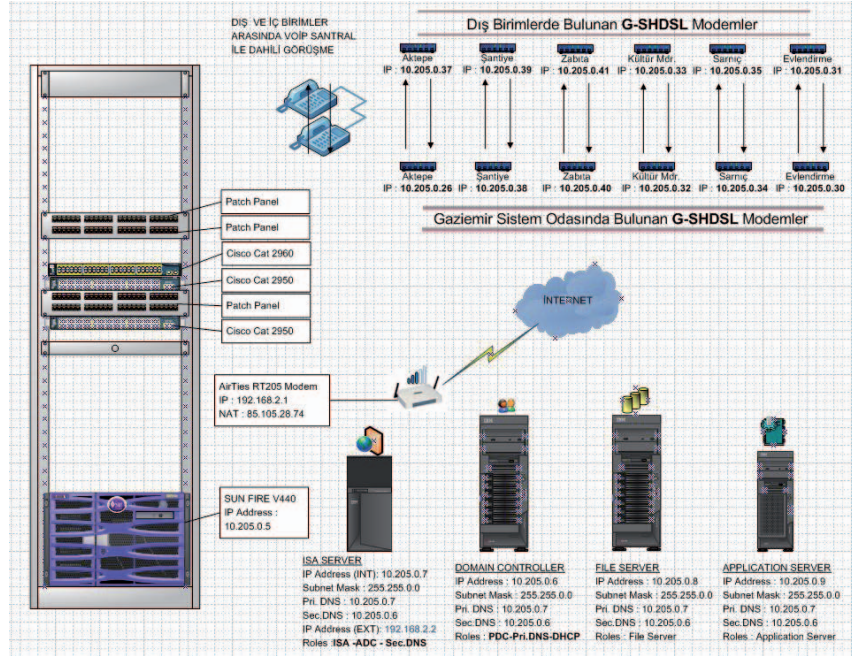 DIŞ VE İÇ BİRİMLER
ARASINDA VOİP SANTRAL
İLE DAHİLİ GÖRÜŞME
Dış Birimlerde Bulunan G-SHDSL Modemler
Aktepe
IP : 10.205.0.37
Şantiye
IP : 10.205.0.39
Zabıta
IP : 10.205.0.41
Kültür Mdr.
IP : 10.205.0.33
Sarnıç
IP : 10.205.0.35
Evlendirme
IP : 10.205.0.31
Aktepe
IP : 10.205.0.26
Şantiye
IP : 10.205.0.38
Zabıta
IP : 10.205.0.40
Kültür Mdr.
IP : 10.205.0.32
Sarnıç
IP : 10.205.0.34
Evlendirme
IP : 10.205.0.30
Gaziemir Sistem Odasında Bulunan G-SHDSL Modemler
Patch Panel
Patch Panel
Cisco Cat 2960
Cisco Cat 2950
Patch Panel
Cisco Cat 2950
İNTERNET
AirTies RT205 Modem
IP : 192.168.2.1
NAT : 85.105.28.74
SUN FIRE V440
IP Address :
10.205.0.5
ISA SERVER
IP Address (INT): 10.205.0.7
Subnet Mask : 255.255.0.0
Pri. DNS : 10.205.0.7
Sec.DNS : 10.205.0.6
IP Address (EXT): 192.168.2.2
Roles :ISA -ADC - Sec.DNS
DOMAIN CONTROLLER
IP Address : 10.205.0.6
Subnet Mask : 255.255.0.0
Pri. DNS : 10.205.0.7
Sec.DNS : 10.205.0.6
Roles : PDC-Pri.DNS-DHCP
FILE SERVER
IP Address : 10.205.0.8
Subnet Mask : 255.255.0.0
Pri. DNS : 10.205.0.7
Sec.DNS : 10.205.0.6
Roles : File Server
APPLICATION SERVER
IP Address : 10.205.0.9
Subnet Mask : 255.255.0.0
Pri. DNS : 10.205.0.7
Sec.DNS : 10.205.0.6
Roles : Application Server